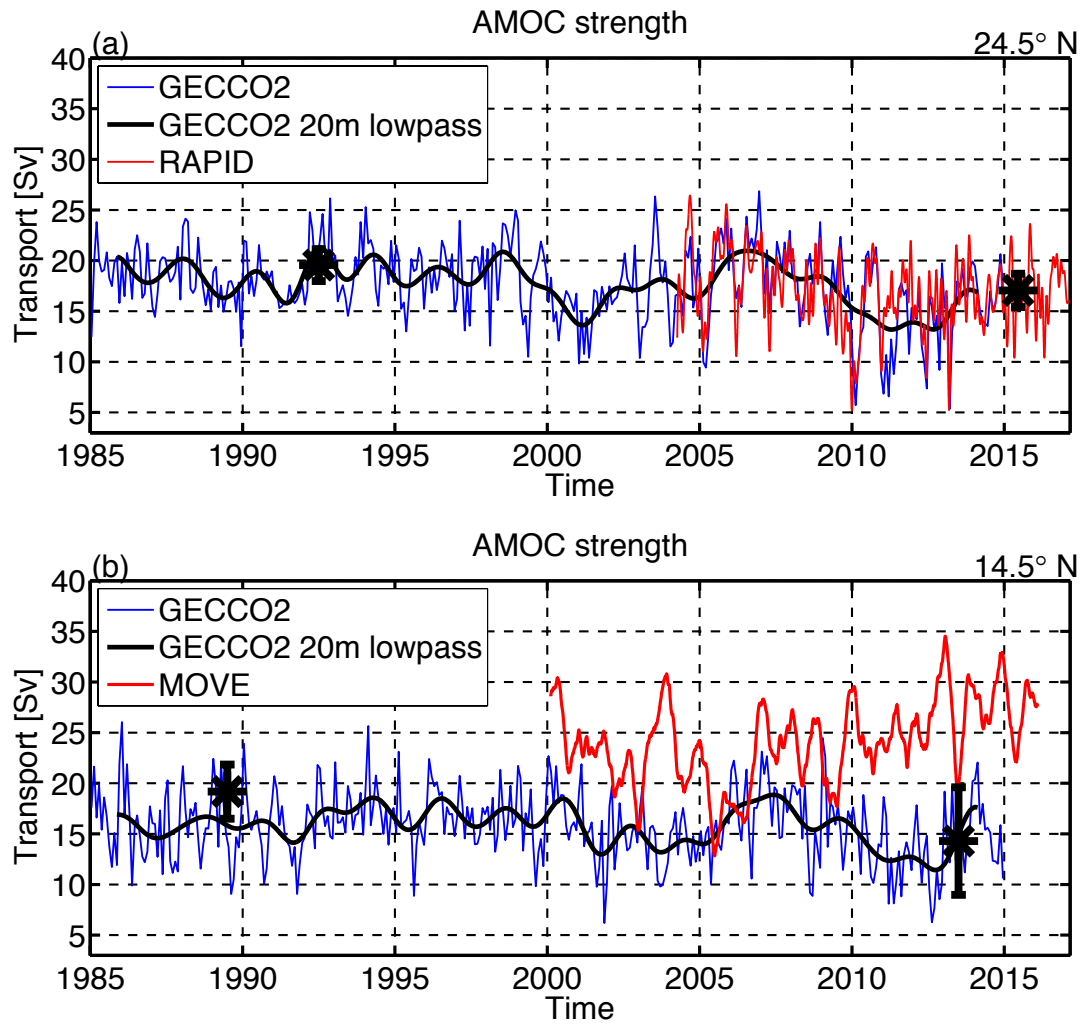 AMOC strength
(a)
24.5° N
40
35
30
25
20
15
10
5
Transport [Sv]
GECCO2
GECCO2 20m lowpass
RAPID
1985 1990 1995 2000 2005 2010 2015
Time
AMOC strength
(b)
14.5° N
40
35
30
25
20
15
10
5
Transport [Sv]
GECCO2
GECCO2 20m lowpass
MOVE
1985 1990 1995 2000 2005 2010 2015
Time